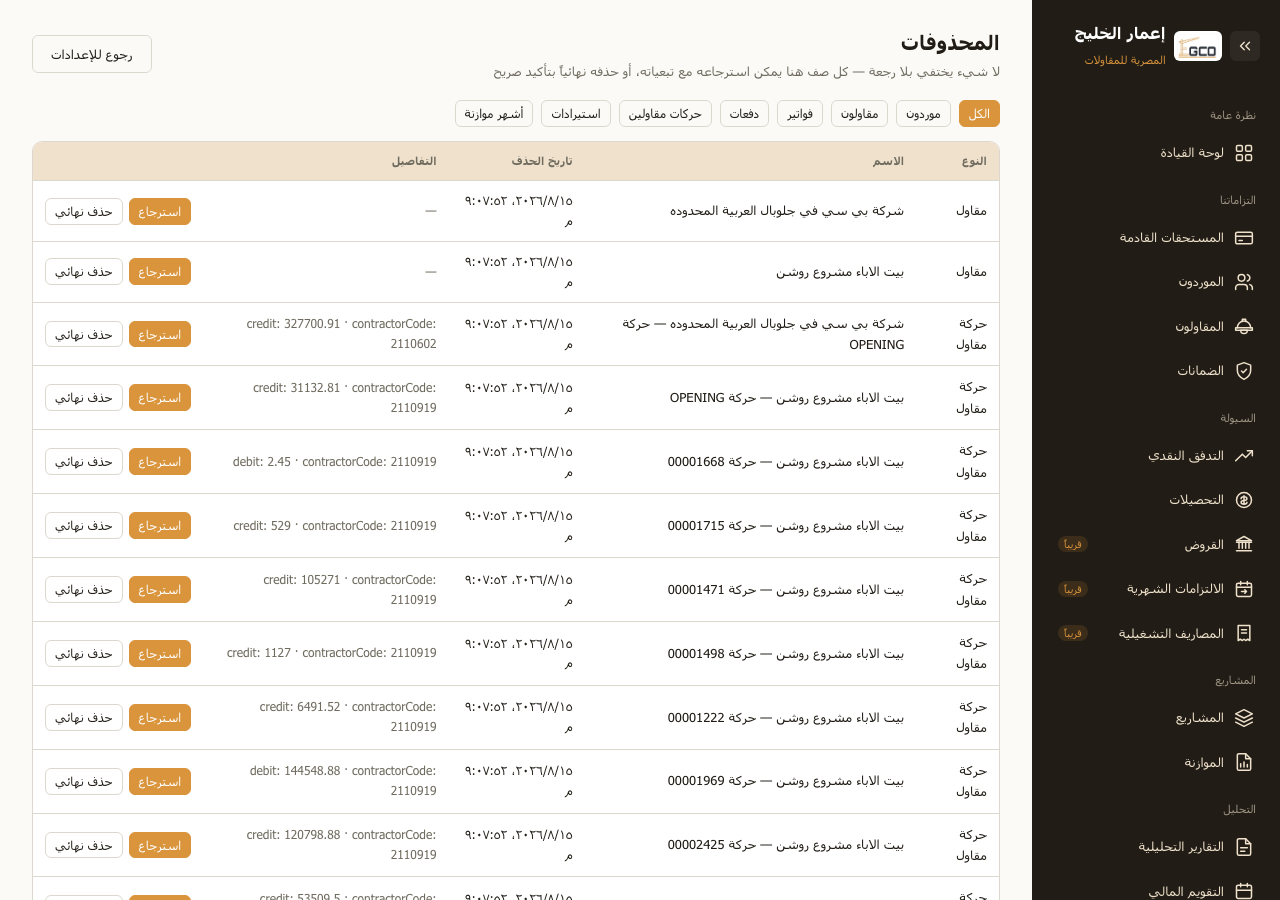 إعمار الخليج
المصرية للمقاولات
GCO
نظرة عامة
لوحة القيادة
التزاماتنا
المستحقات القادمة
الموردون
المقاولون
الضمانات
السيولة
التدفق النقدي
التحصيلات
القروض
قريباً
الالتزامات الشهرية
قريباً
المصاريف التشغيلية
قريباً
المشاريع
المشاريع
الموازنة
التحليل
التقارير التحليلية
التقويم المالي
المحذوفات
لا شيء يختفي بلا رجعة — كل صف هنا يمكن استرجاعه مع تبعياته، أو حذفه نهائياً بتأكيد صريح
رجوع للإعدادات
الكل
موردون
مقاولون
فواتير
دفعات
حركات مقاولين
استيرادات
أشهر موازنة
النوع الاسم تاريخ الحذف التفاصيل
مقاول شركة بي سي في جلوبال العربية المحدوده ٢٠٢٦/٨/١٥، ٩:٠٧:٥٢ م — استرجاع حذف نهائي
مقاول بيت الاباء مشروع روشن ٢٠٢٦/٨/١٥، ٩:٠٧:٥٢ م — استرجاع حذف نهائي
حركة مقاول شركة بي سي في جلوبال العربية المحدوده — حركة OPENING ٢٠٢٦/٨/١٥، ٩:٠٧:٥٢ م credit: 327700.91 · contractorCode: 2110602 استرجاع حذف نهائي
حركة مقاول بيت الاباء مشروع روشن — حركة OPENING ٢٠٢٦/٨/١٥، ٩:٠٧:٥٢ م credit: 31132.81 · contractorCode: 2110919 استرجاع حذف نهائي
حركة مقاول بيت الاباء مشروع روشن — حركة 00001668 ٢٠٢٦/٨/١٥، ٩:٠٧:٥٢ م debit: 2.45 · contractorCode: 2110919 استرجاع حذف نهائي
حركة مقاول بيت الاباء مشروع روشن — حركة 00001715 ٢٠٢٦/٨/١٥، ٩:٠٧:٥٢ م credit: 529 · contractorCode: 2110919 استرجاع حذف نهائي
حركة مقاول بيت الاباء مشروع روشن — حركة 00001471 ٢٠٢٦/٨/١٥، ٩:٠٧:٥٢ م credit: 105271 · contractorCode: 2110919 استرجاع حذف نهائي
حركة مقاول بيت الاباء مشروع روشن — حركة 00001498 ٢٠٢٦/٨/١٥، ٩:٠٧:٥٢ م credit: 1127 · contractorCode: 2110919 استرجاع حذف نهائي
حركة مقاول بيت الاباء مشروع روشن — حركة 00001222 ٢٠٢٦/٨/١٥، ٩:٠٧:٥٢ م credit: 6491.52 · contractorCode: 2110919 استرجاع حذف نهائي
حركة مقاول بيت الاباء مشروع روشن — حركة 00001969 ٢٠٢٦/٨/١٥، ٩:٠٧:٥٢ م debit: 144548.88 · contractorCode: 2110919 استرجاع حذف نهائي
حركة مقاول بيت الاباء مشروع روشن — حركة 00002425 ٢٠٢٦/٨/١٥، ٩:٠٧:٥٢ م credit: 120798.88 · contractorCode: 2110919 استرجاع حذف نهائي
حركة ٢٠٢٦/٨/١٥، ٩:٠٧:٥٢ credit: 53509.5 · contractorCode: